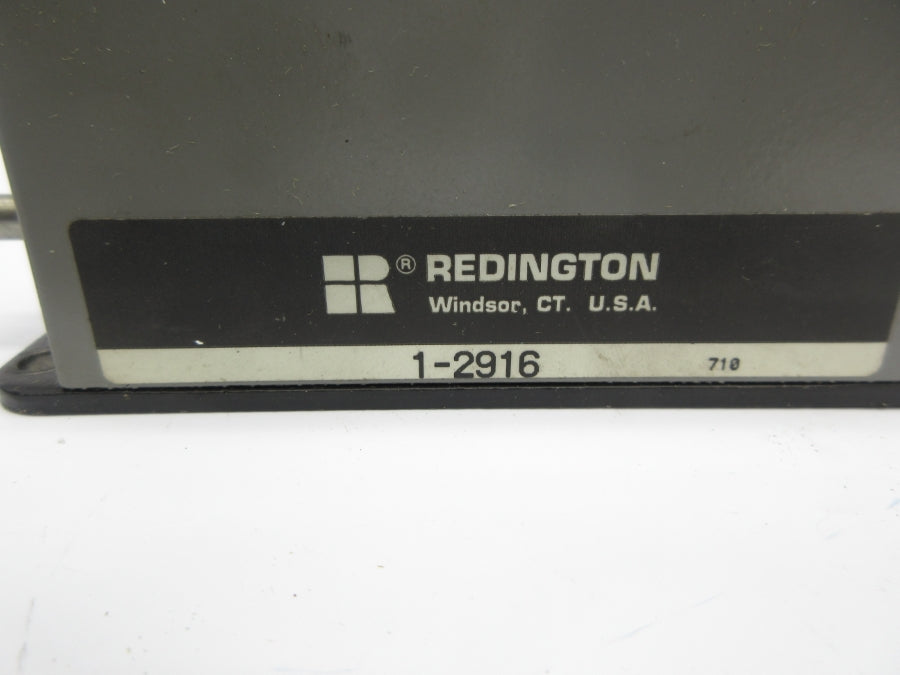 R® REDINGTON
Windsor, CT. U.S.A.
1-2916 710